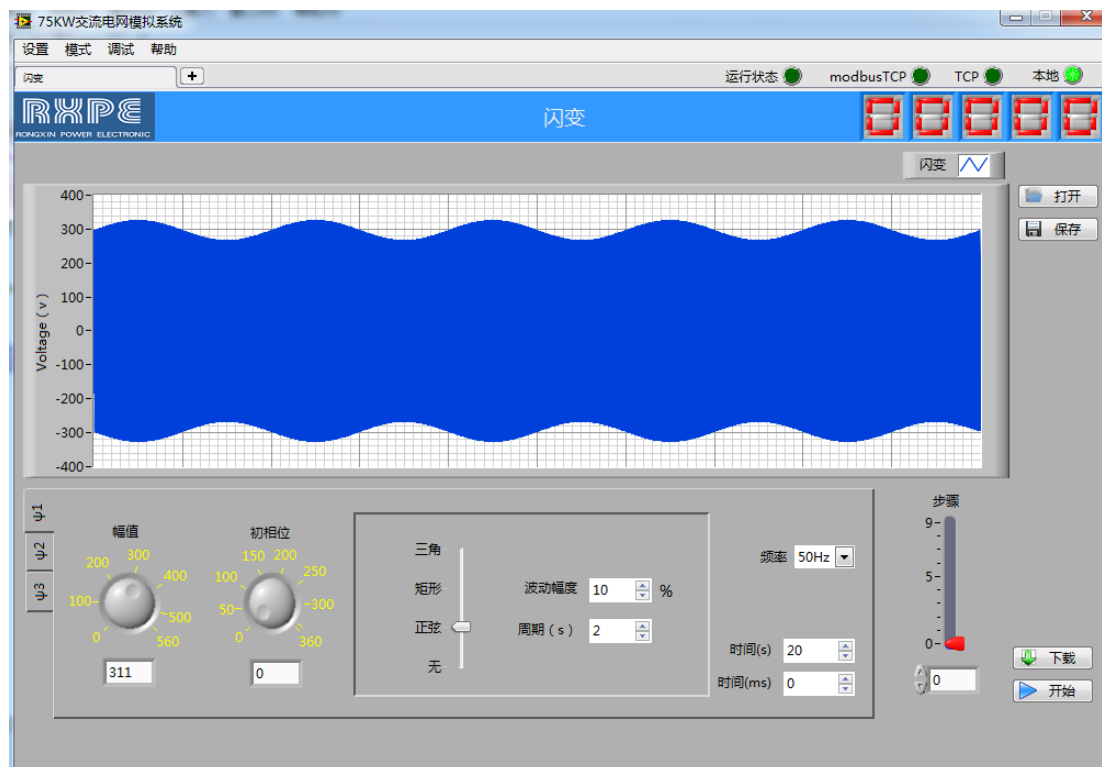 75KW交流电网模拟系统
设置 模式 调试 帮助
闪变 + 运行状态 modbusTCP TCP 本地
RXPE
RONGXIN POWER ELECTRONIC
闪变
闪变
打开
保存
400
300
200
100
0
-100
-200
-300
-400
Voltage ( v )
ψ1
ψ2
ψ3
幅值
0
100
200
300
400
500
560
311
初相位
0
50
100
150
200
250
300
360
0
三角
矩形
正弦
无
波动幅度 10 %
周期 ( s ) 2
频率 50Hz
时间(s) 20
时间(ms) 0
步骤
9
5
0
0
下载
开始